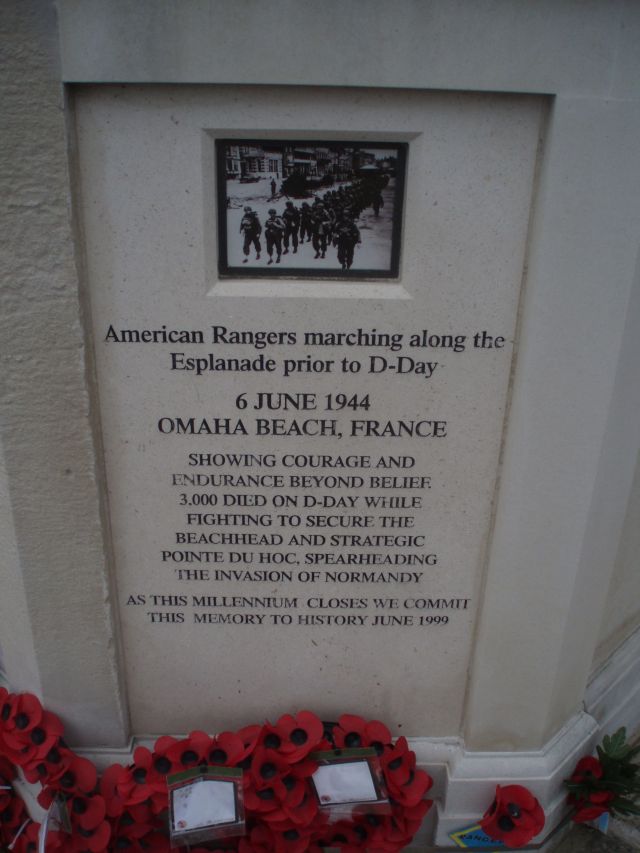 American Rangers marching along the
Esplanade prior to D-Day
6 JUNE 1944
OMAHA BEACH, FRANCE
SHOWING COURAGE AND
ENDURANCE BEYOND BELIEF.
3.000 DIED ON D-DAY WHILE
FIGHTING TO SECURE THE
BEACHHEAD AND STRATEGIC
POINTE DU HOC, SPEARHEADING
THE INVASION OF NORMANDY
AS THIS MILLENNIUM CLOSES WE COMMIT
THIS MEMORY TO HISTORY JUNE 1999
RANGERS